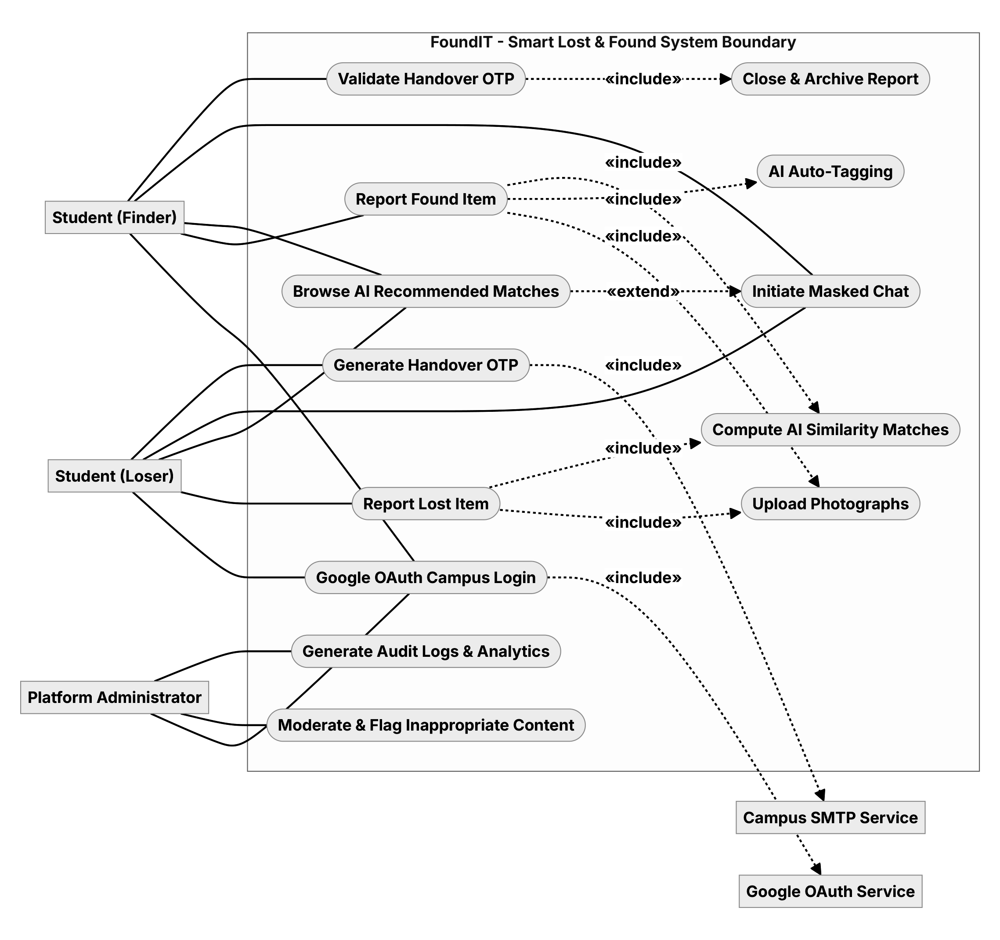 FoundIT - Smart Lost & Found System Boundary
Validate Handover OTP
«include»
Close & Archive Report
«include»
AI Auto-Tagging
Report Found Item
«include»
Student (Finder)
«include»
Browse AI Recommended Matches
«extend»
Initiate Masked Chat
Generate Handover OTP
«include»
Compute AI Similarity Matches
«include»
Student (Loser)
Report Lost Item
Upload Photographs
«include»
Google OAuth Campus Login
«include»
Generate Audit Logs & Analytics
Platform Administrator
Moderate & Flag Inappropriate Content
Campus SMTP Service
Google OAuth Service